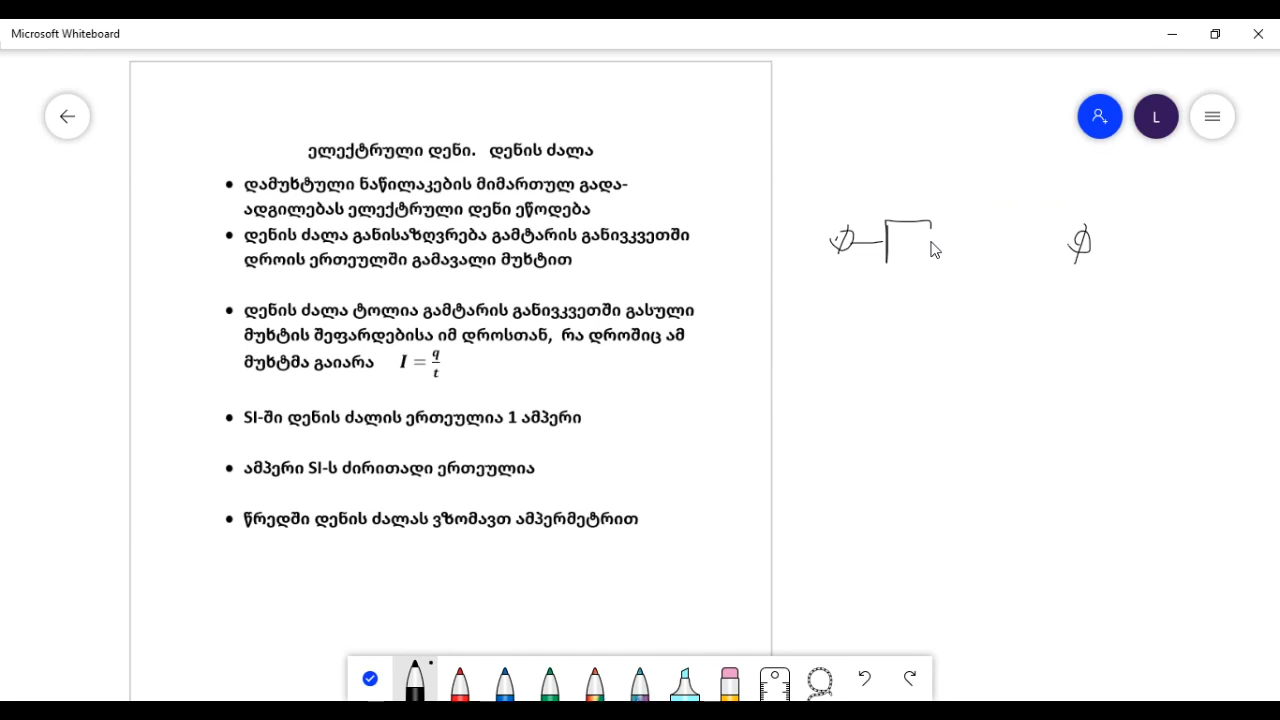 Microsoft Whiteboard
L
ელექტრული დენი. დენის ძალა
• დამუხტული ნაწილაკების მიმართულ გადა-
ადგილებას ელექტრული დენი ეწოდება
• დენის ძალა განისაზღვრება გამტარის განივკვეთში
დროის ერთეულში გამავალი მუხტით
• დენის ძალა ტოლია გამტარის განივკვეთში გასული
მუხტის შეფარდებისა იმ დროსთან, რა დროშიც ამ
მუხტმა გაიარა I = q/t
• SI-ში დენის ძალის ერთეულია 1 ამპერი
• ამპერი SI-ს ძირითადი ერთეულია
• წრედში დენის ძალას ვზომავთ ამპერმეტრით